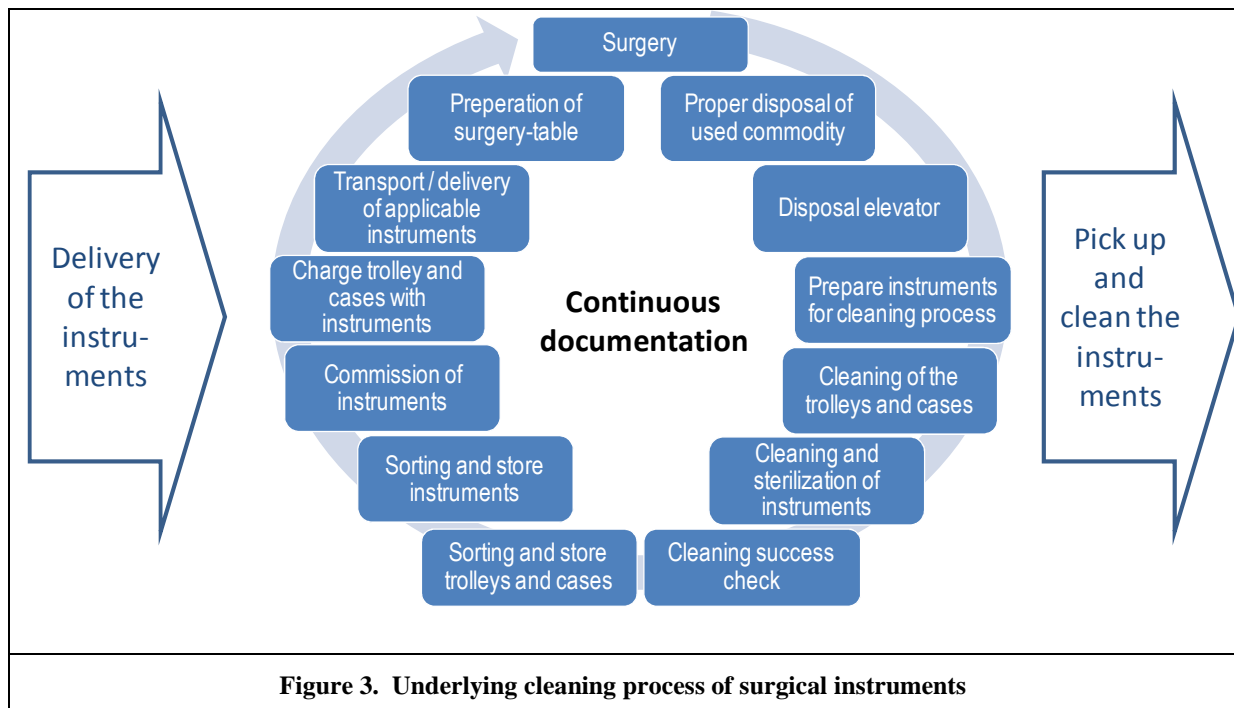 Surgery
Proper disposal of
used commodity
Disposal elevator
Prepare instruments
for cleaning process
Cleaning of the
trolleys and cases
Cleaning and
sterilization of
instruments
Cleaning success
check
Sorting and store
trolleys and cases
Sorting and store
instruments
Commission of
instruments
Charge trolley and
cases with
instruments
Transport / delivery
of applicable
instruments
Preperation of
surgery-table
Continuous
documentation
Delivery
of the
instru-
ments
Pick up
and
clean the
instru-
ments
Figure 3. Underlying cleaning process of surgical instruments